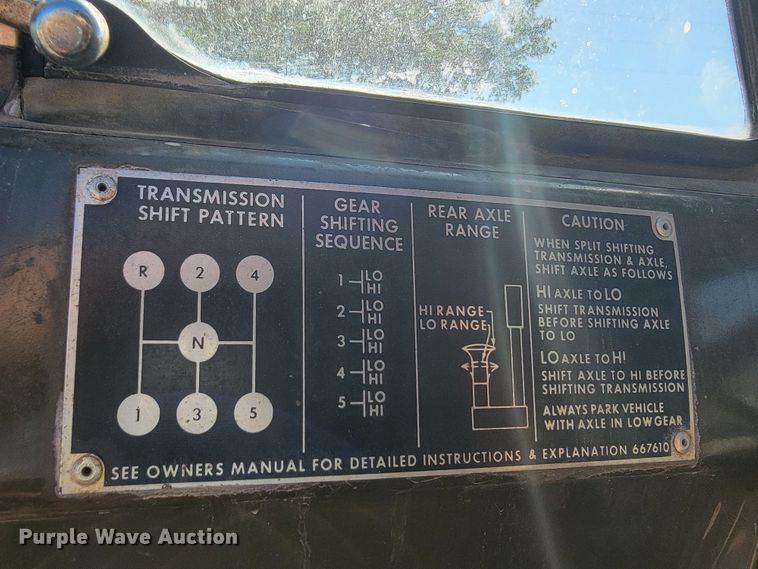 TRANSMISSION
SHIFT PATTERN
R 2 4
N
1 3 5
GEAR
SHIFTING
SEQUENCE
1 LO
HI
2 LO
HI
3 LO
HI
4 LO
HI
5 LO
HI
REAR AXLE
RANGE
HI RANGE
LO RANGE
CAUTION
WHEN SPLIT SHIFTING
TRANSMISSION & AXLE,
SHIFT AXLE AS FOLLOWS
HI AXLE TO LO
SHIFT TRANSMISSION
BEFORE SHIFTING AXLE
TO LO
LO AXLE TO HI
SHIFT AXLE TO HI BEFORE
SHIFTING TRANSMISSION
ALWAYS PARK VEHICLE
WITH AXLE IN LOW GEAR
SEE OWNERS MANUAL FOR DETAILED INSTRUCTIONS & EXPLANATION 667610
Purple Wave Auction